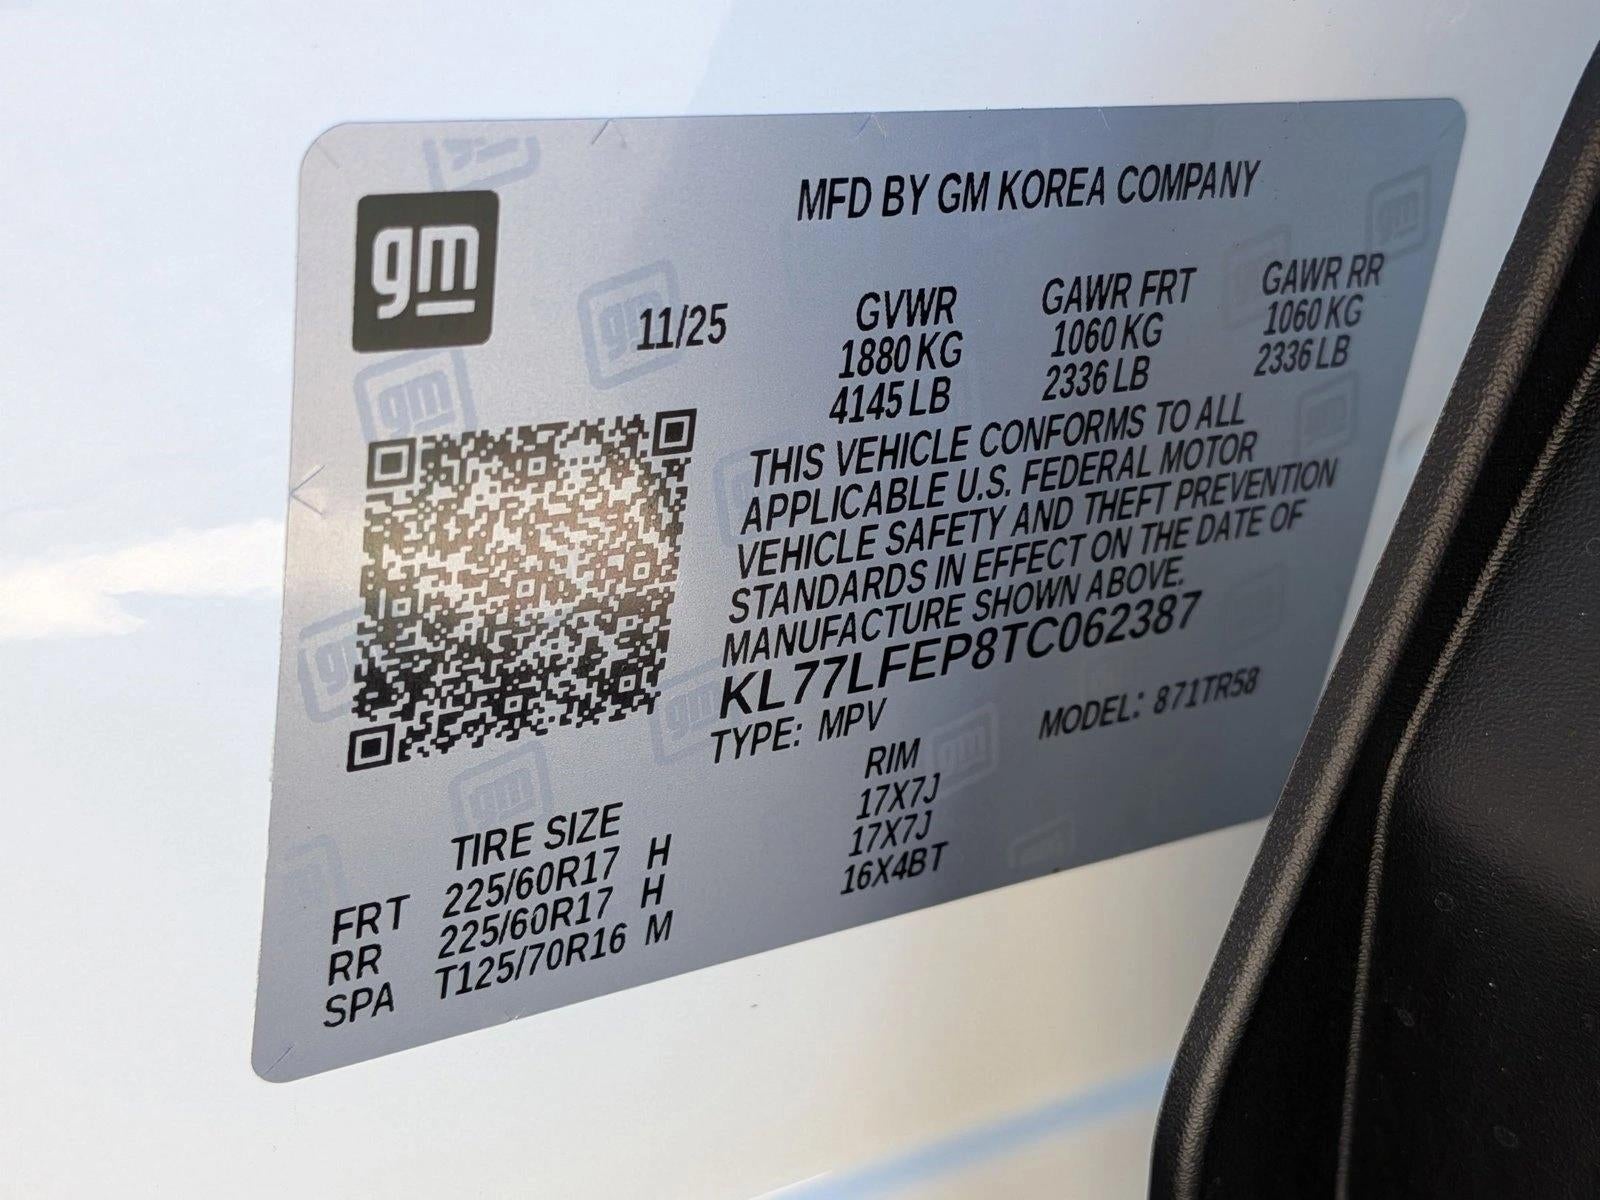 gm
MFD BY GM KOREA COMPANY
11/25
GVWR GAWR FRT GAWR RR
1880 KG 1060 KG 1060 KG
4145 LB 2336 LB 2336 LB
THIS VEHICLE CONFORMS TO ALL
APPLICABLE U.S. FEDERAL MOTOR
VEHICLE SAFETY AND THEFT PREVENTION
STANDARDS IN EFFECT ON THE DATE OF
MANUFACTURE SHOWN ABOVE.
KL77LFEP8TC062387
TYPE: MPV MODEL: 871TR58
TIRE SIZE RIM
FRT 225/60R17 H 17X7J
RR 225/60R17 H 17X7J
SPA T125/70R16 M 16X4BT